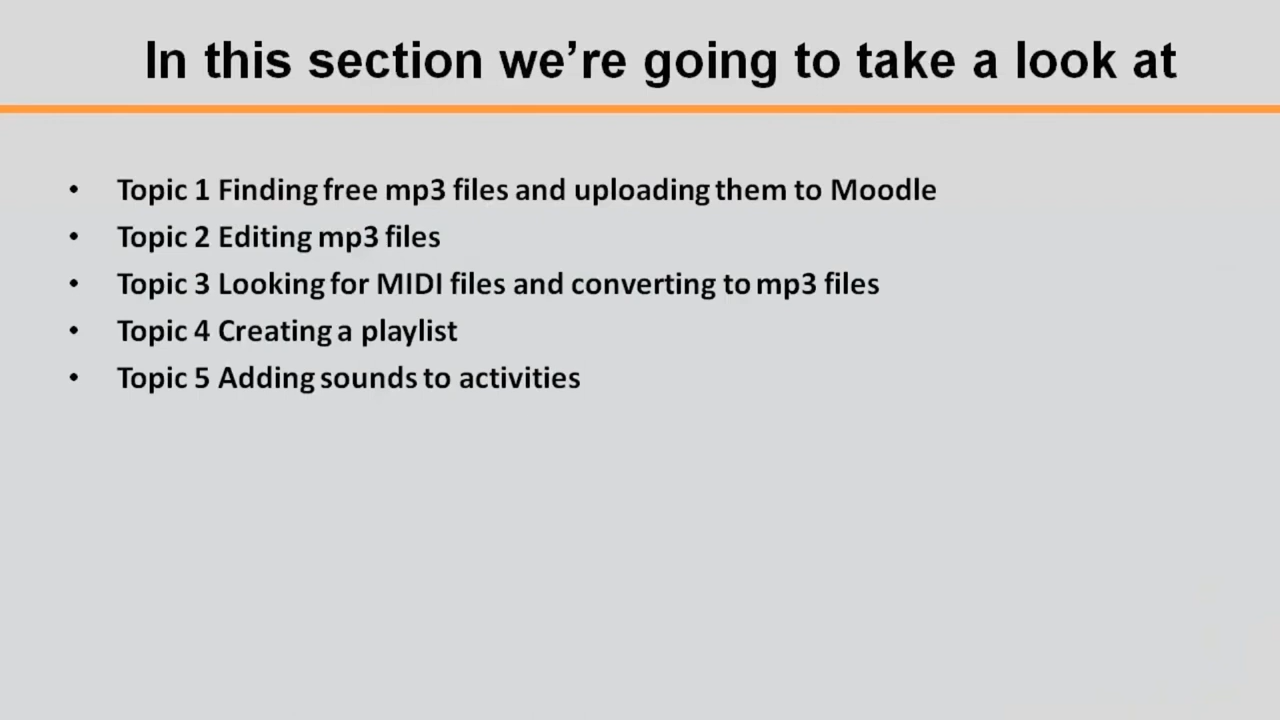 In this section we’re going to take a look at
• Topic 1 Finding free mp3 files and uploading them to Moodle
• Topic 2 Editing mp3 files
• Topic 3 Looking for MIDI files and converting to mp3 files
• Topic 4 Creating a playlist
• Topic 5 Adding sounds to activities